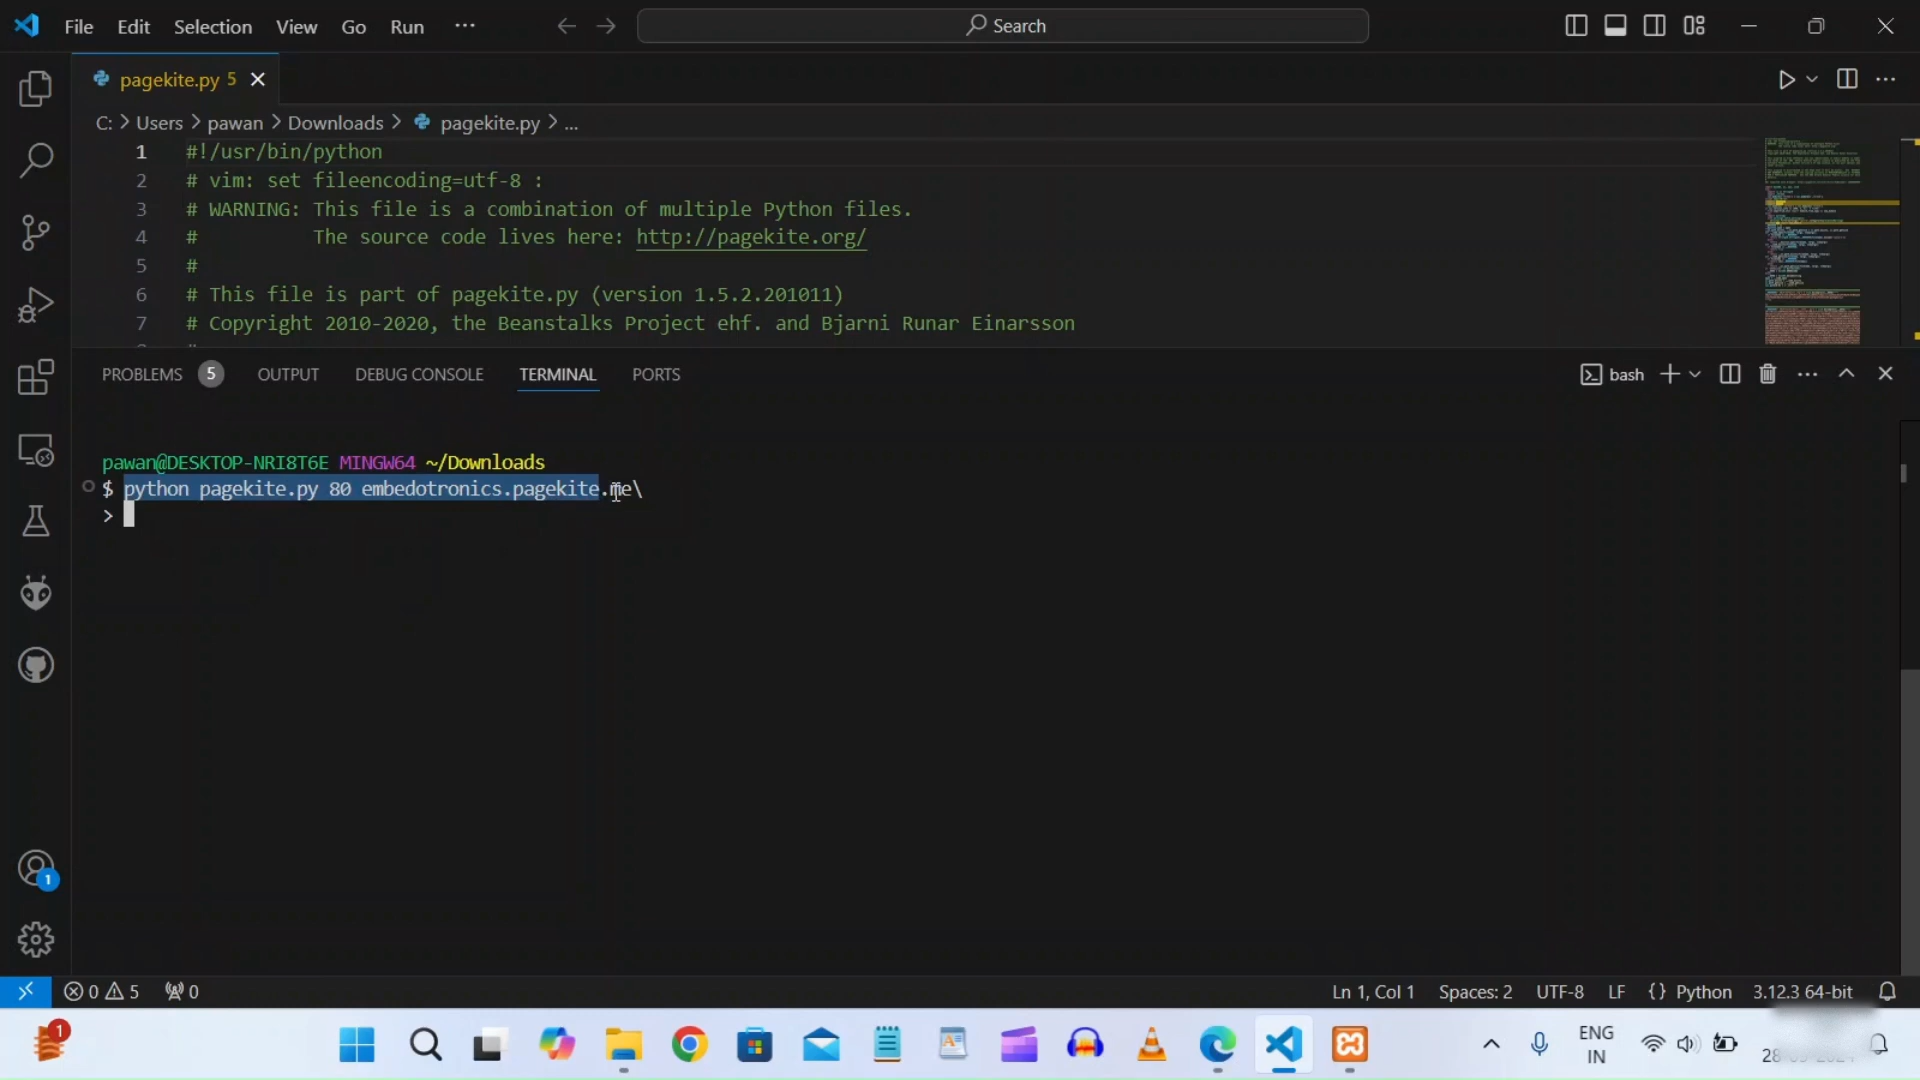 File Edit Selection View Go Run ···
Search
pagekite.py 5
C: > Users > pawan > Downloads > pagekite.py > ...
1 #!/usr/bin/python
2 # vim: set fileencoding=utf-8 :
3 # WARNING: This file is a combination of multiple Python files.
4 # The source code lives here: http://pagekite.org/
5 #
6 # This file is part of pagekite.py (version 1.5.2.201011)
7 # Copyright 2010-2020, the Beanstalks Project ehf. and Bjarni Runar Einarsson
PROBLEMS 5 OUTPUT DEBUG CONSOLE TERMINAL PORTS bash
pawan@DESKTOP-NRI8T6E MINGW64 ~/Downloads
$ python pagekite.py 80 embedotronics.pagekite.me\
>
1
0 5 0 Ln 1, Col 1 Spaces: 2 UTF-8 LF {} Python 3.12.3 64-bit
1
ENG
IN